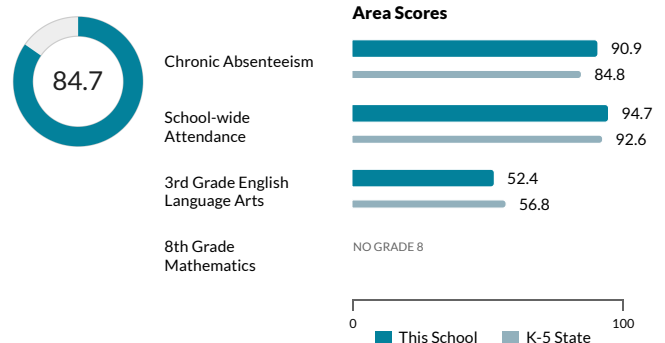 Area Scores
84.7
Chronic Absenteeism
90.9
84.8
School-wide
Attendance
94.7
92.6
3rd Grade English
Language Arts
52.4
56.8
8th Grade
Mathematics
NO GRADE 8
0
100
This School
K-5 State